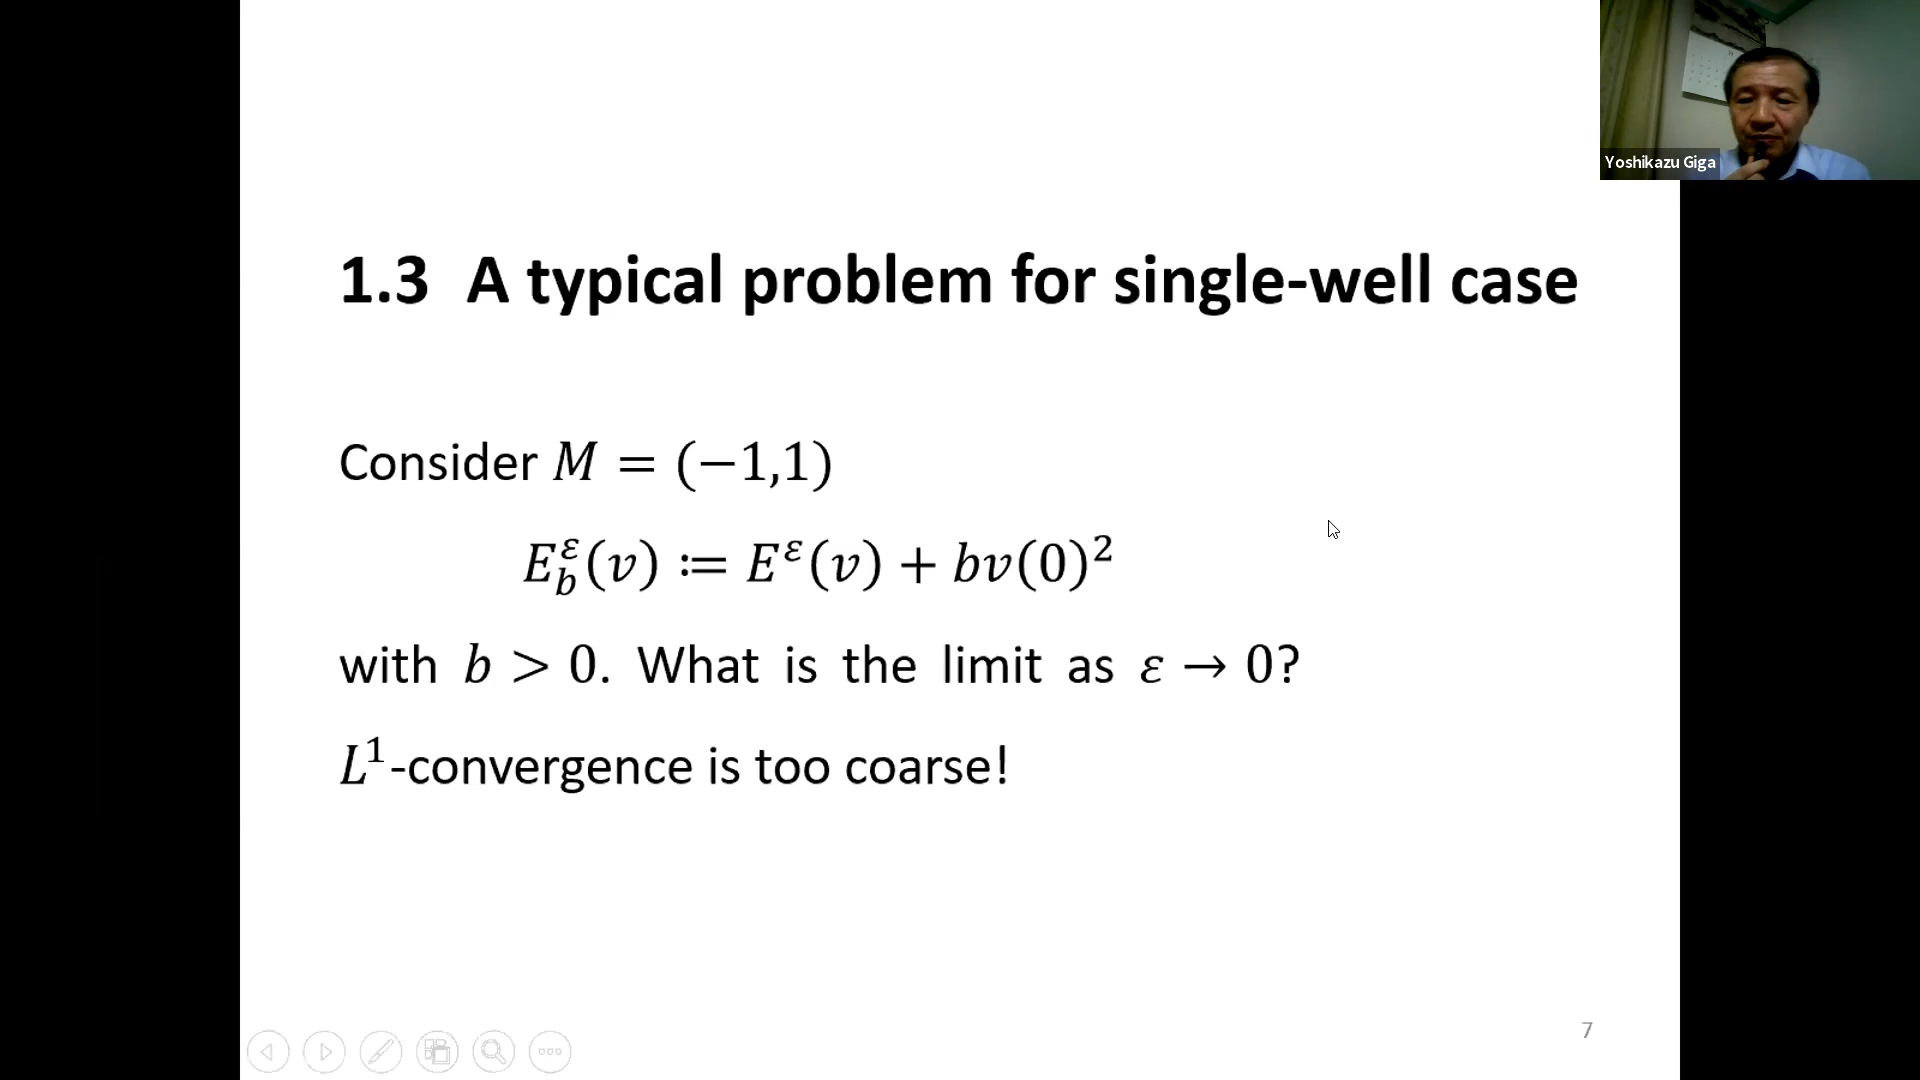 Yoshikazu Giga
1.3 A typical problem for single-well case
Consider M = (−1,1)
E_b^ε(v) ≔ E^ε(v) + bv(0)²
with b > 0. What is the limit as ε → 0?
L¹-convergence is too coarse!
7